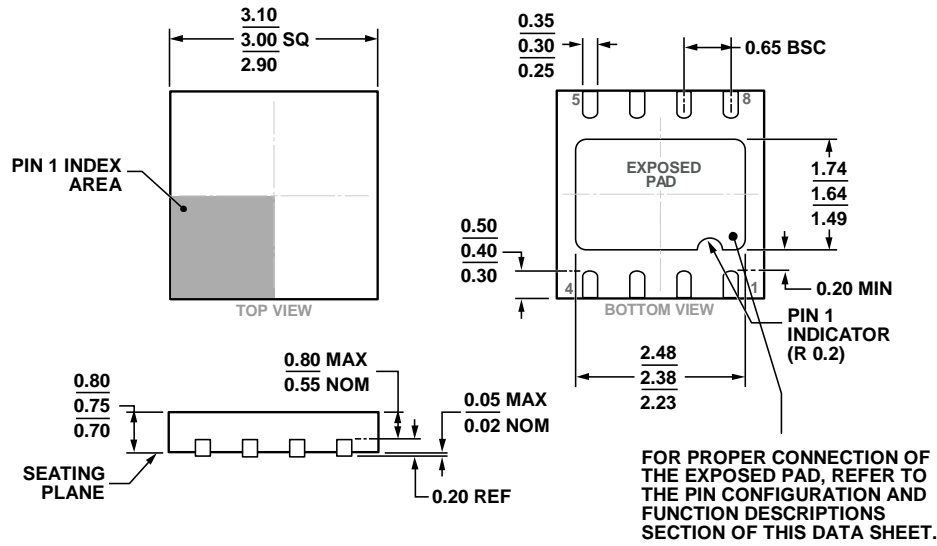 3.10
3.00 SQ
2.90
PIN 1 INDEX
AREA
TOP VIEW
0.35
0.30
0.25
0.65 BSC
5
8
EXPOSED
PAD
1.74
1.64
1.49
0.50
0.40
0.30
4
1
BOTTOM VIEW
0.20 MIN
PIN 1
INDICATOR
(R 0.2)
2.48
2.38
2.23
0.80
0.75
0.70
0.80 MAX
0.55 NOM
0.05 MAX
0.02 NOM
SEATING
PLANE
0.20 REF
FOR PROPER CONNECTION OF
THE EXPOSED PAD, REFER TO
THE PIN CONFIGURATION AND
FUNCTION DESCRIPTIONS
SECTION OF THIS DATA SHEET.